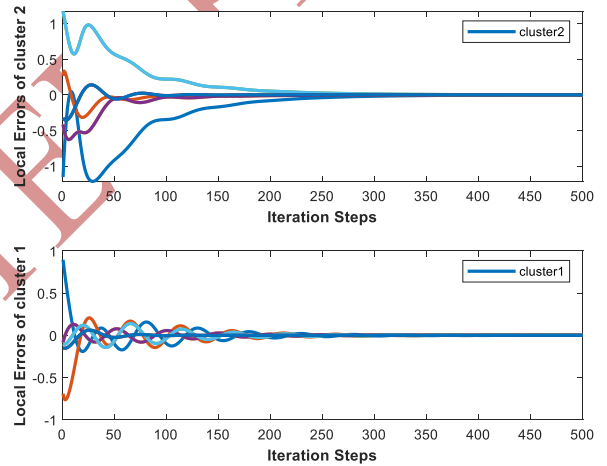 Local Errors of cluster 2
1
0.5
0
-0.5
-1
cluster2
0 50 100 150 200 250 300 350 400 450 500
Iteration Steps
Local Errors of cluster 1
1
0.5
0
-0.5
-1
cluster1
0 50 100 150 200 250 300 350 400 450 500
Iteration Steps